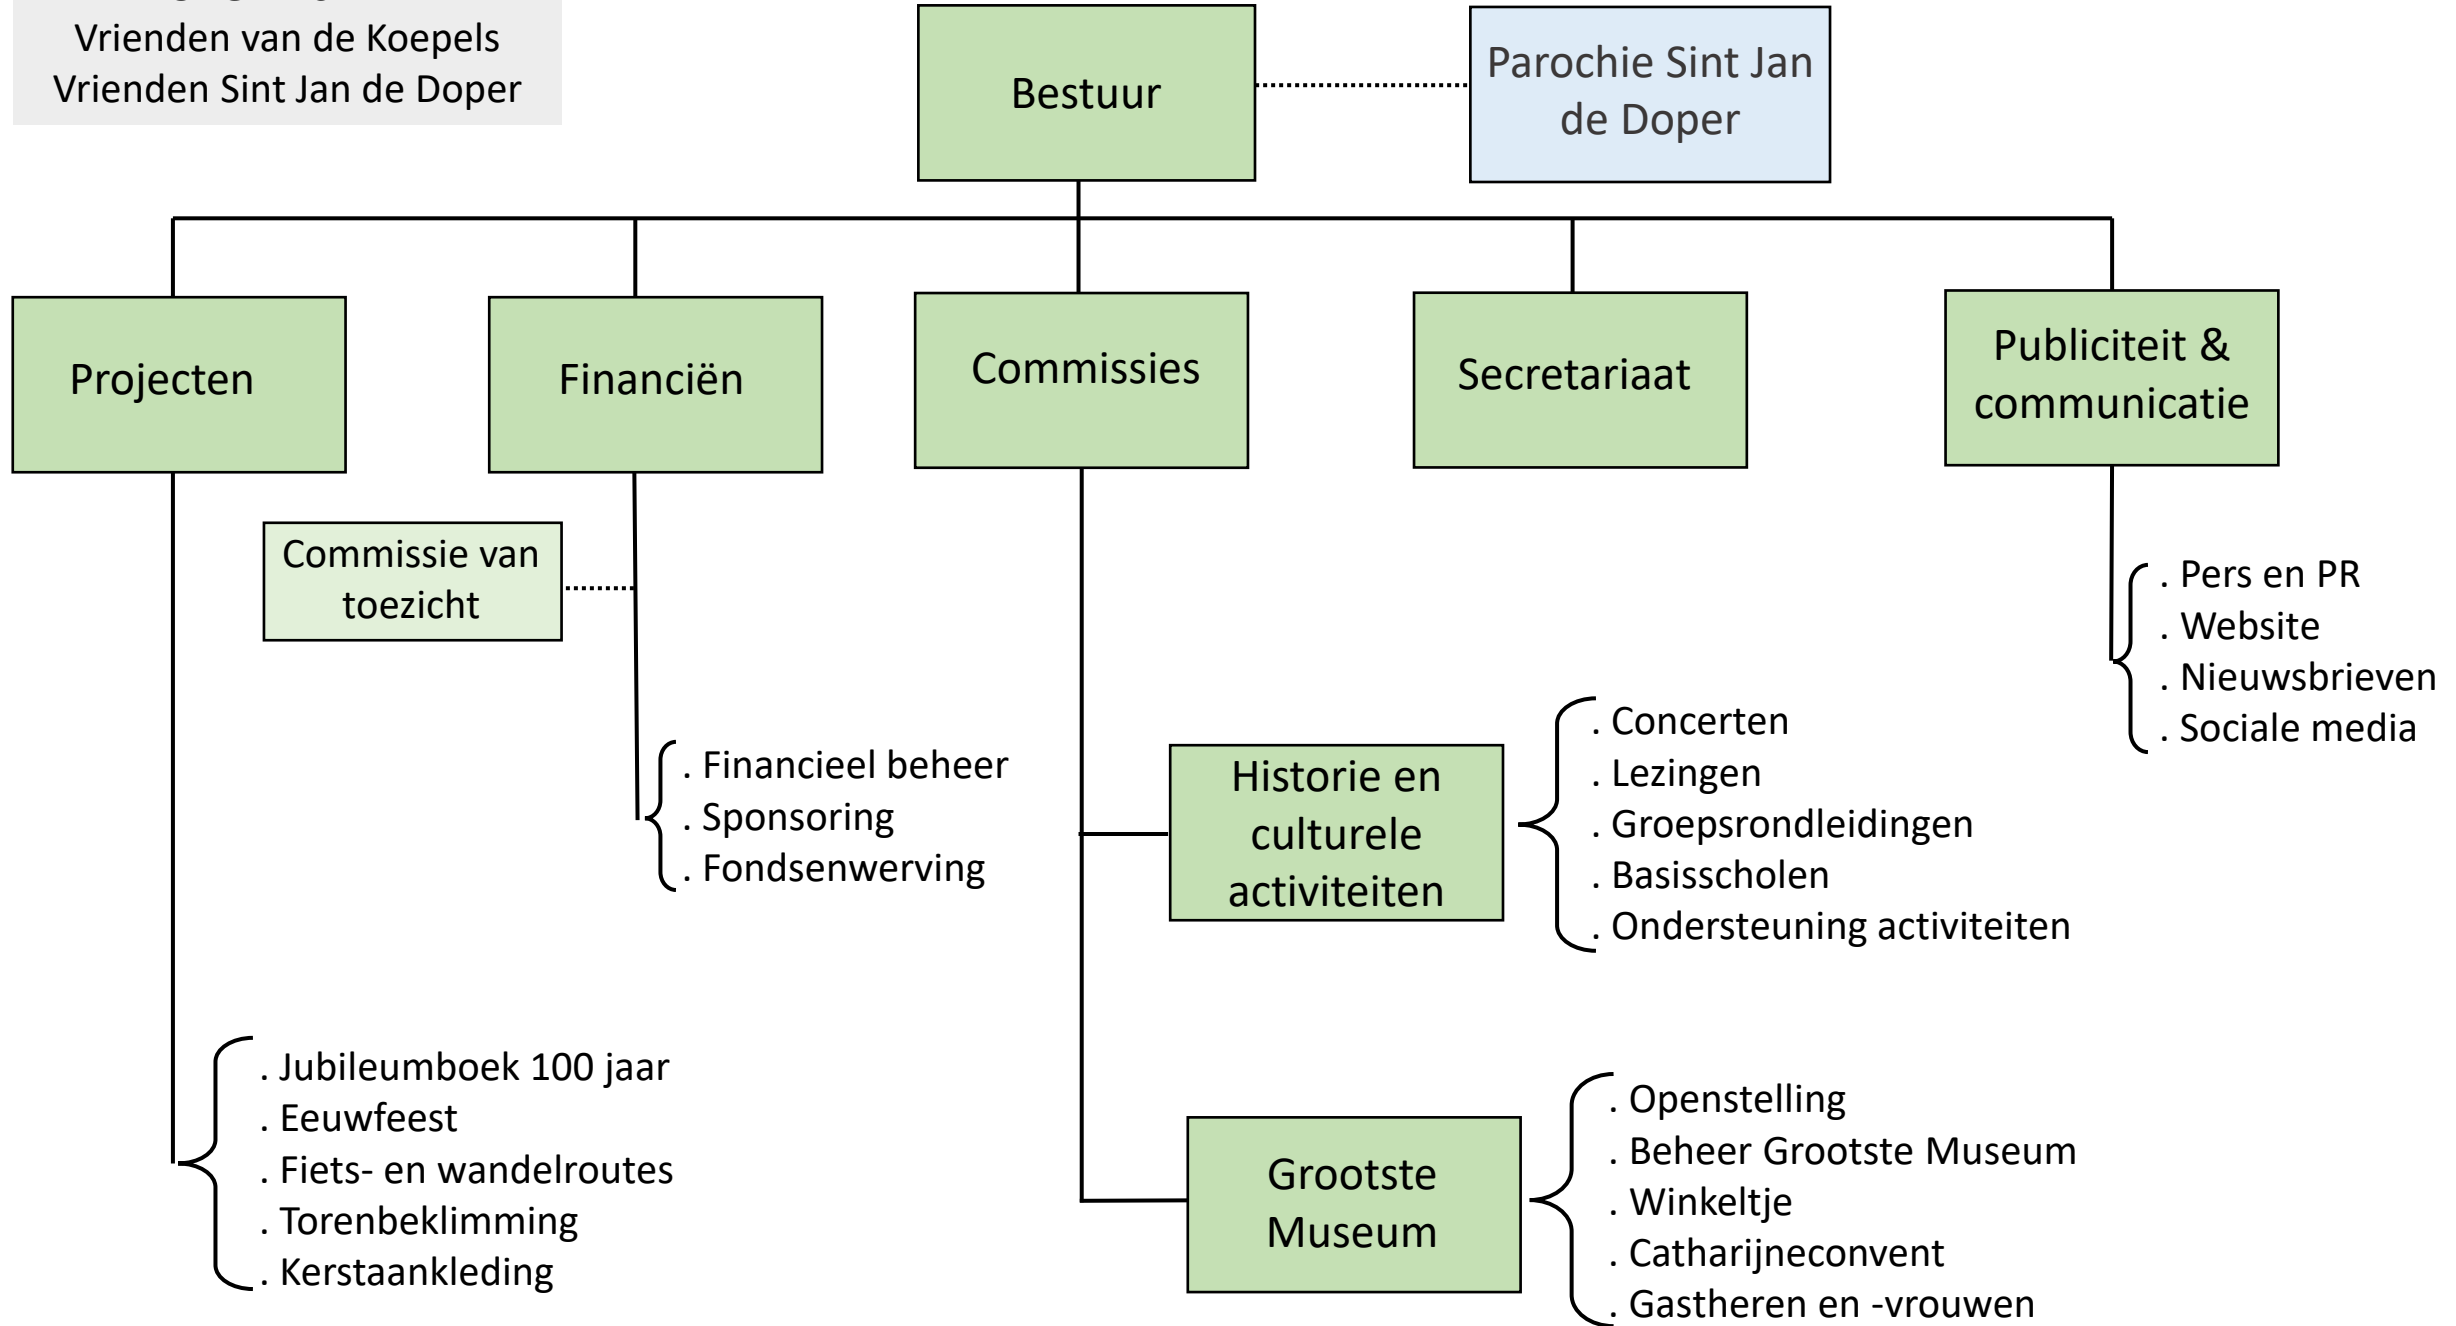 Vrienden van de Koepels
Vrienden Sint Jan de Doper
Bestuur
Parochie Sint Jan
de Doper
Projecten
Financiën
Commissies
Secretariaat
Publiciteit &
communicatie
Commissie van
toezicht
. Pers en PR
. Website
. Nieuwsbrieven
. Sociale media
. Financieel beheer
. Sponsoring
. Fondsenwerving
Historie en
culturele
activiteiten
. Concerten
. Lezingen
. Groepsrondleidingen
. Basisscholen
. Ondersteuning activiteiten
. Jubileumboek 100 jaar
. Eeuwfeest
. Fiets- en wandelroutes
. Torenbeklimming
. Kerstaankleding
Grootste
Museum
. Openstelling
. Beheer Grootste Museum
. Winkeltje
. Catharijneconvent
. Gastheren en -vrouwen